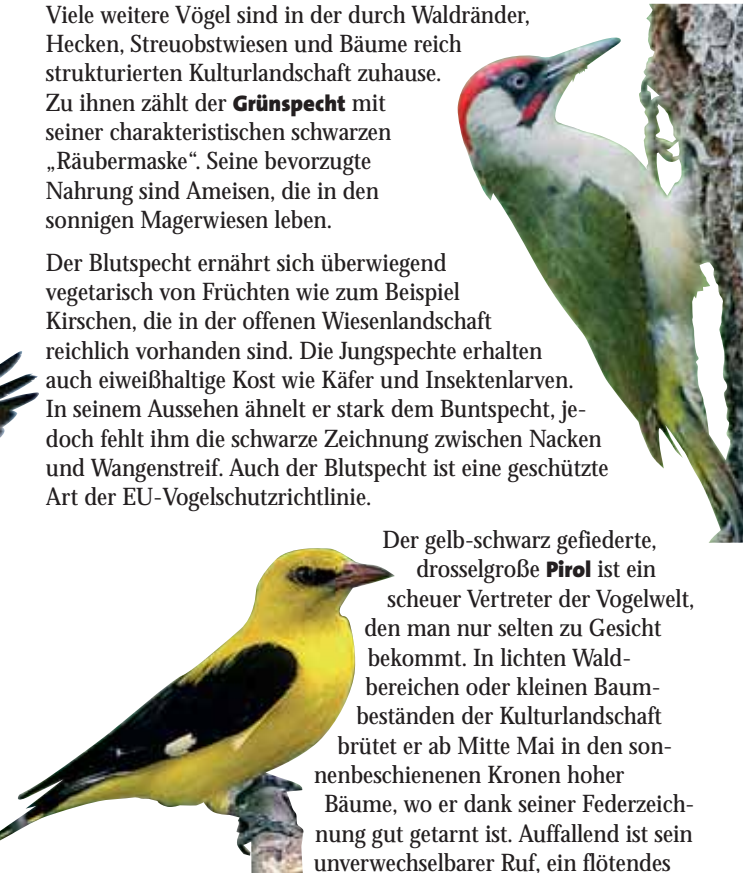 Viele weitere Vögel sind in der durch Waldränder,
Hecken, Streuobstwiesen und Bäume reich
strukturierten Kulturlandschaft zuhause.
Zu ihnen zählt der Grünspecht mit
seiner charakteristischen schwarzen
„Räubermaske“. Seine bevorzugte
Nahrung sind Ameisen, die in den
sonnigen Magerwiesen leben.
Der Blutspecht ernährt sich überwiegend
vegetarisch von Früchten wie zum Beispiel
Kirschen, die in der offenen Wiesenlandschaft
reichlich vorhanden sind. Die Jungspechte erhalten
auch eiweißhaltige Kost wie Käfer und Insektenlarven.
In seinem Aussehen ähnelt er stark dem Buntspecht, je-
doch fehlt ihm die schwarze Zeichnung zwischen Nacken
und Wangenstreif. Auch der Blutspecht ist eine geschützte
Art der EU-Vogelschutzrichtlinie.
Der gelb-schwarz gefiederte,
drosselgroße Pirol ist ein
scheuer Vertreter der Vogelwelt,
den man nur selten zu Gesicht
bekommt. In lichten Wald-
bereichen oder kleinen Baum-
beständen der Kulturlandschaft
brütet er ab Mitte Mai in den son-
nenbeschienenen Kronen hoher
Bäume, wo er dank seiner Federzeich-
nung gut getarnt ist. Auffallend ist sein
unverwechselbarer Ruf, ein flötendes